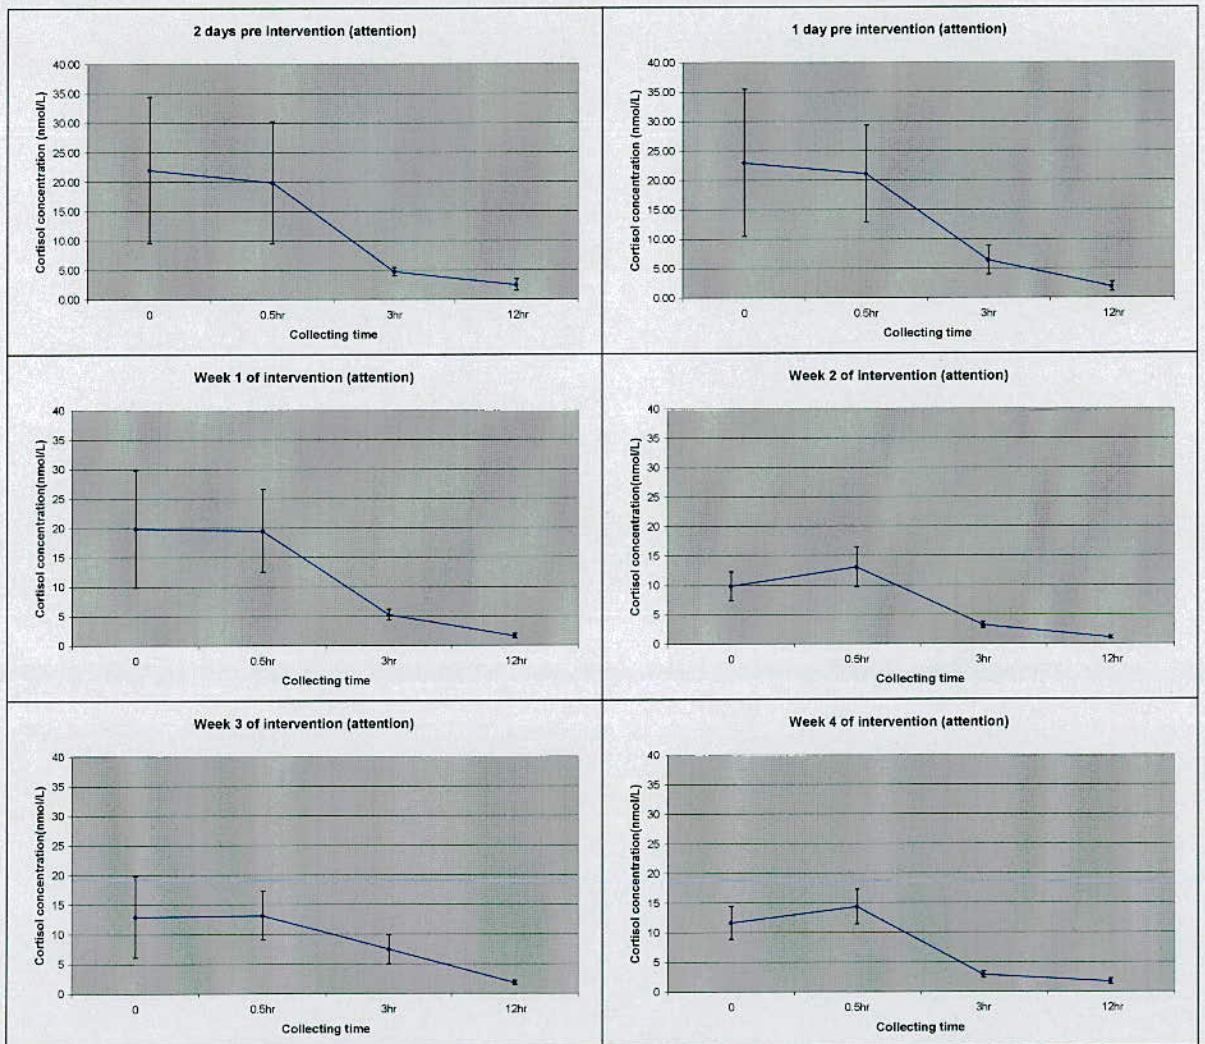 2 days pre intervention (attention)
Cortisol concentration (nmol/L)
40.00
35.00
30.00
25.00
20.00
15.00
10.00
5.00
0.00
0 0.5hr 3hr 12hr
Collecting time
1 day pre intervention (attention)
Cortisol concentration (nmol/L)
40.00
35.00
30.00
25.00
20.00
15.00
10.00
5.00
0.00
0 0.5hr 3hr 12hr
Collecting time
Week 1 of intervention (attention)
Cortisol concentration(nmol/L)
40
35
30
25
20
15
10
5
0
0 0.5hr 3hr 12hr
Collecting time
Week 2 of intervention (attention)
Cortisol concentration(nmol/L)
40
35
30
25
20
15
10
5
0
0 0.5hr 3hr 12hr
Collecting time
Week 3 of intervention (attention)
Cortisol concentration(nmol/L)
40
35
30
25
20
15
10
5
0
0 0.5hr 3hr 12hr
Collecting time
Week 4 of intervention (attention)
Cortisol concentration(nmol/L)
40
35
30
25
20
15
10
5
0
0 0.5hr 3hr 12hr
Collecting time